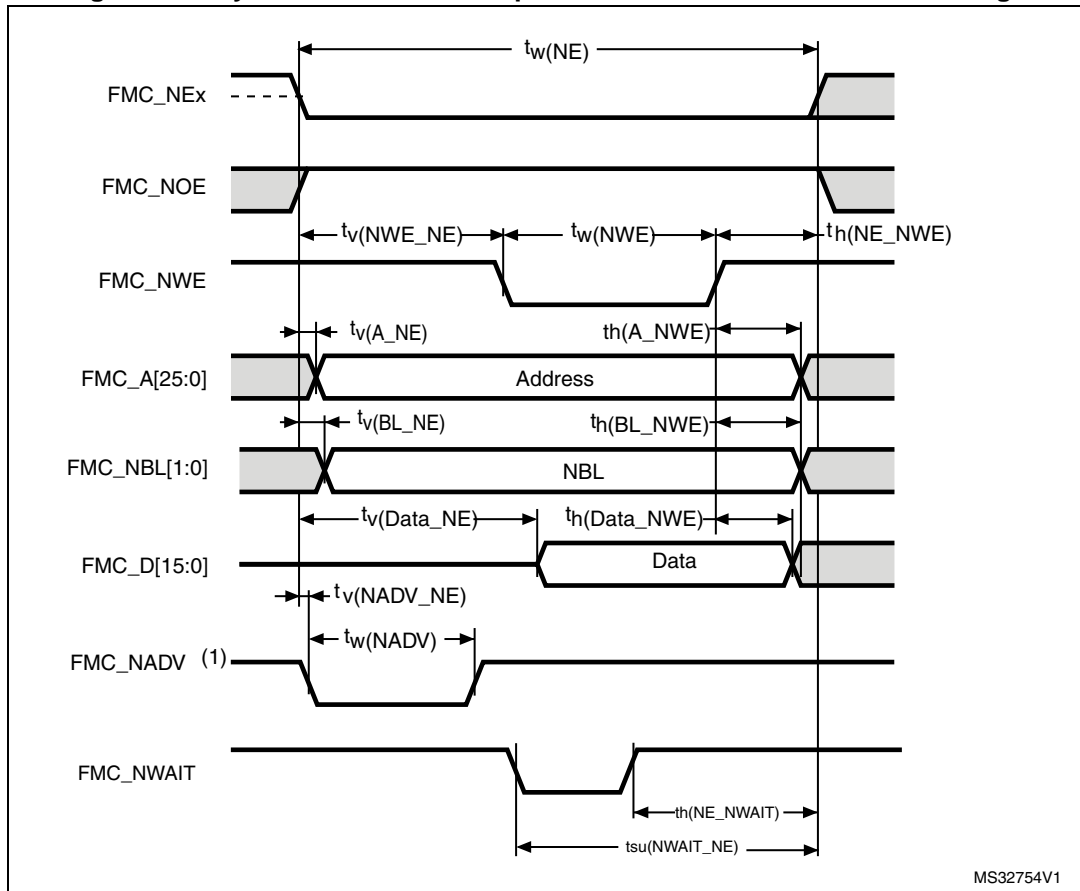 tw(NE)
FMC_NEx
FMC_NOE
tv(NWE_NE)
tw(NWE)
th(NE_NWE)
FMC_NWE
tv(A_NE)
th(A_NWE)
FMC_A[25:0]
Address
tv(BL_NE)
th(BL_NWE)
FMC_NBL[1:0]
NBL
tv(Data_NE)
th(Data_NWE)
FMC_D[15:0]
Data
tv(NADV_NE)
tw(NADV)
FMC_NADV (1)
FMC_NWAIT
th(NE_NWAIT)
tsu(NWAIT_NE)
MS32754V1